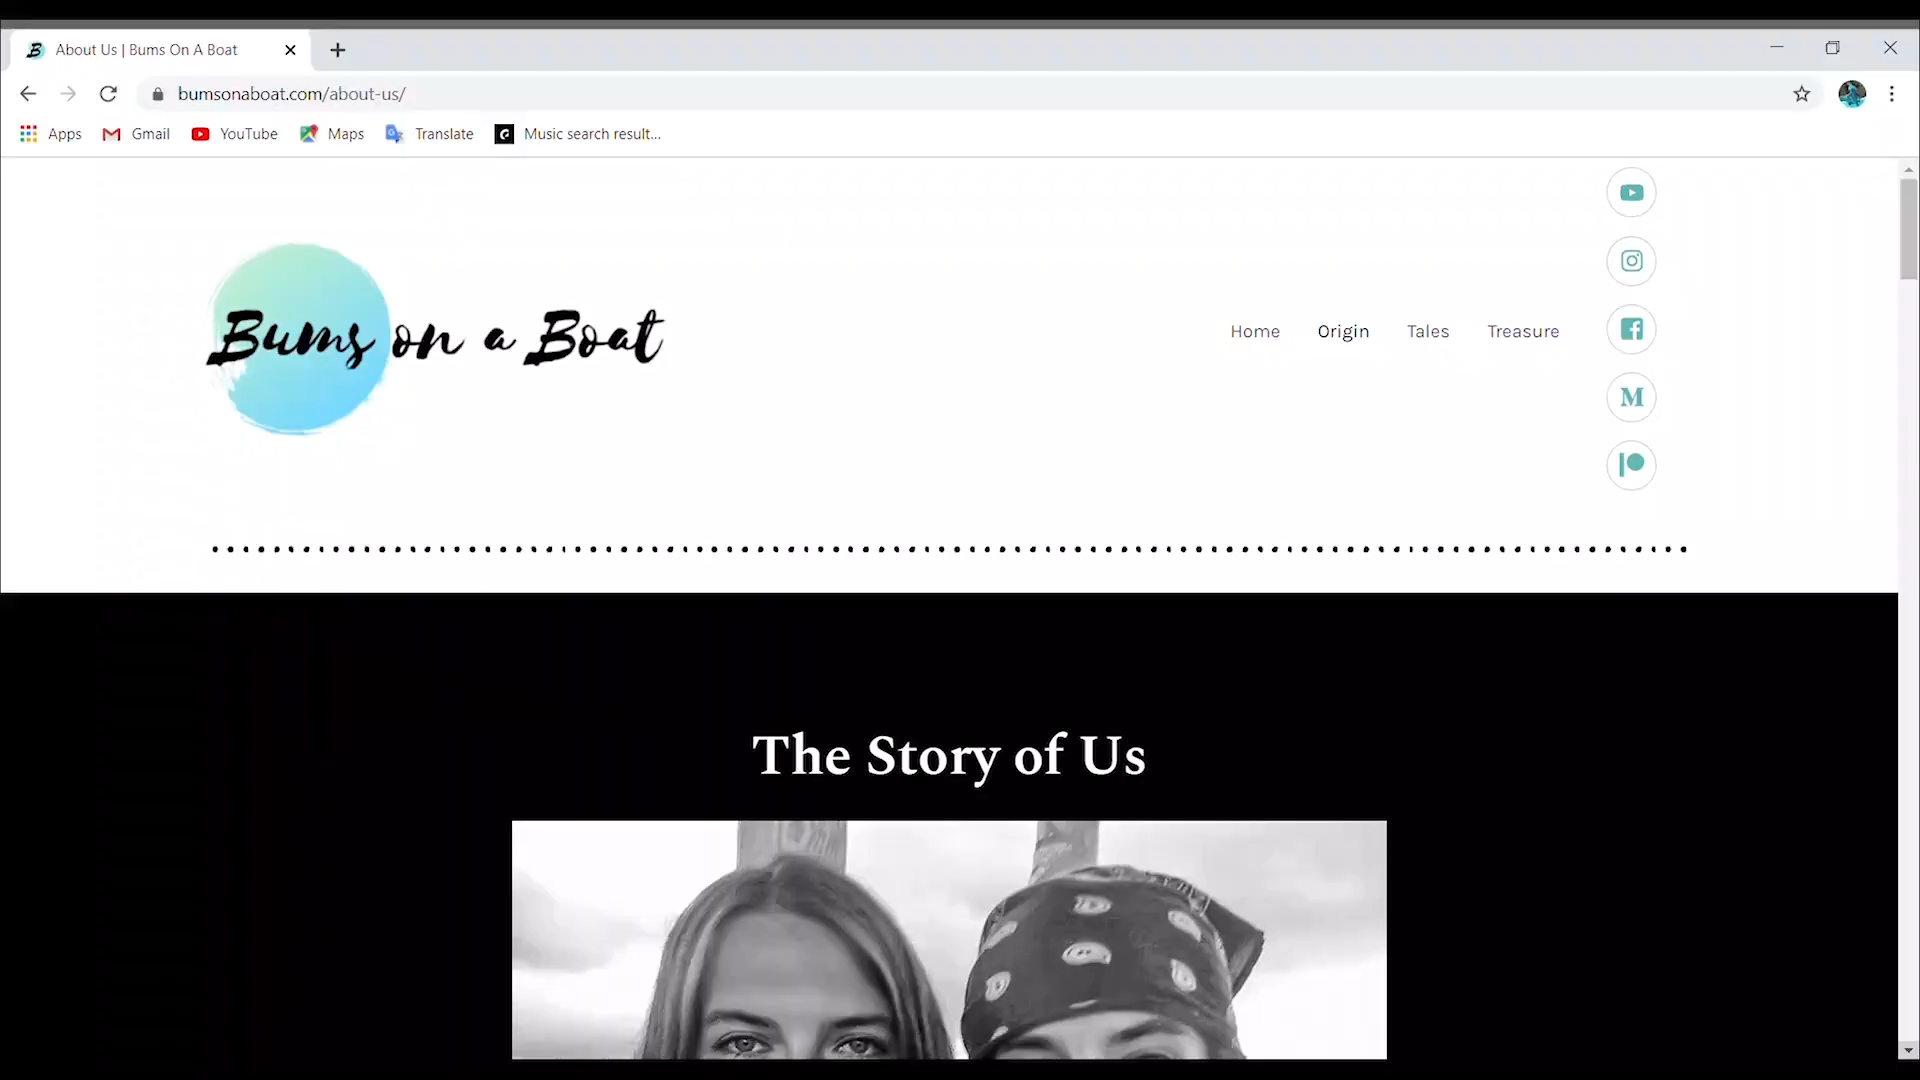 About Us | Bums On A Boat
bumsonaboat.com/about-us/
Apps Gmail YouTube Maps Translate Music search result...
Bums on a Boat
Home Origin Tales Treasure
The Story of Us